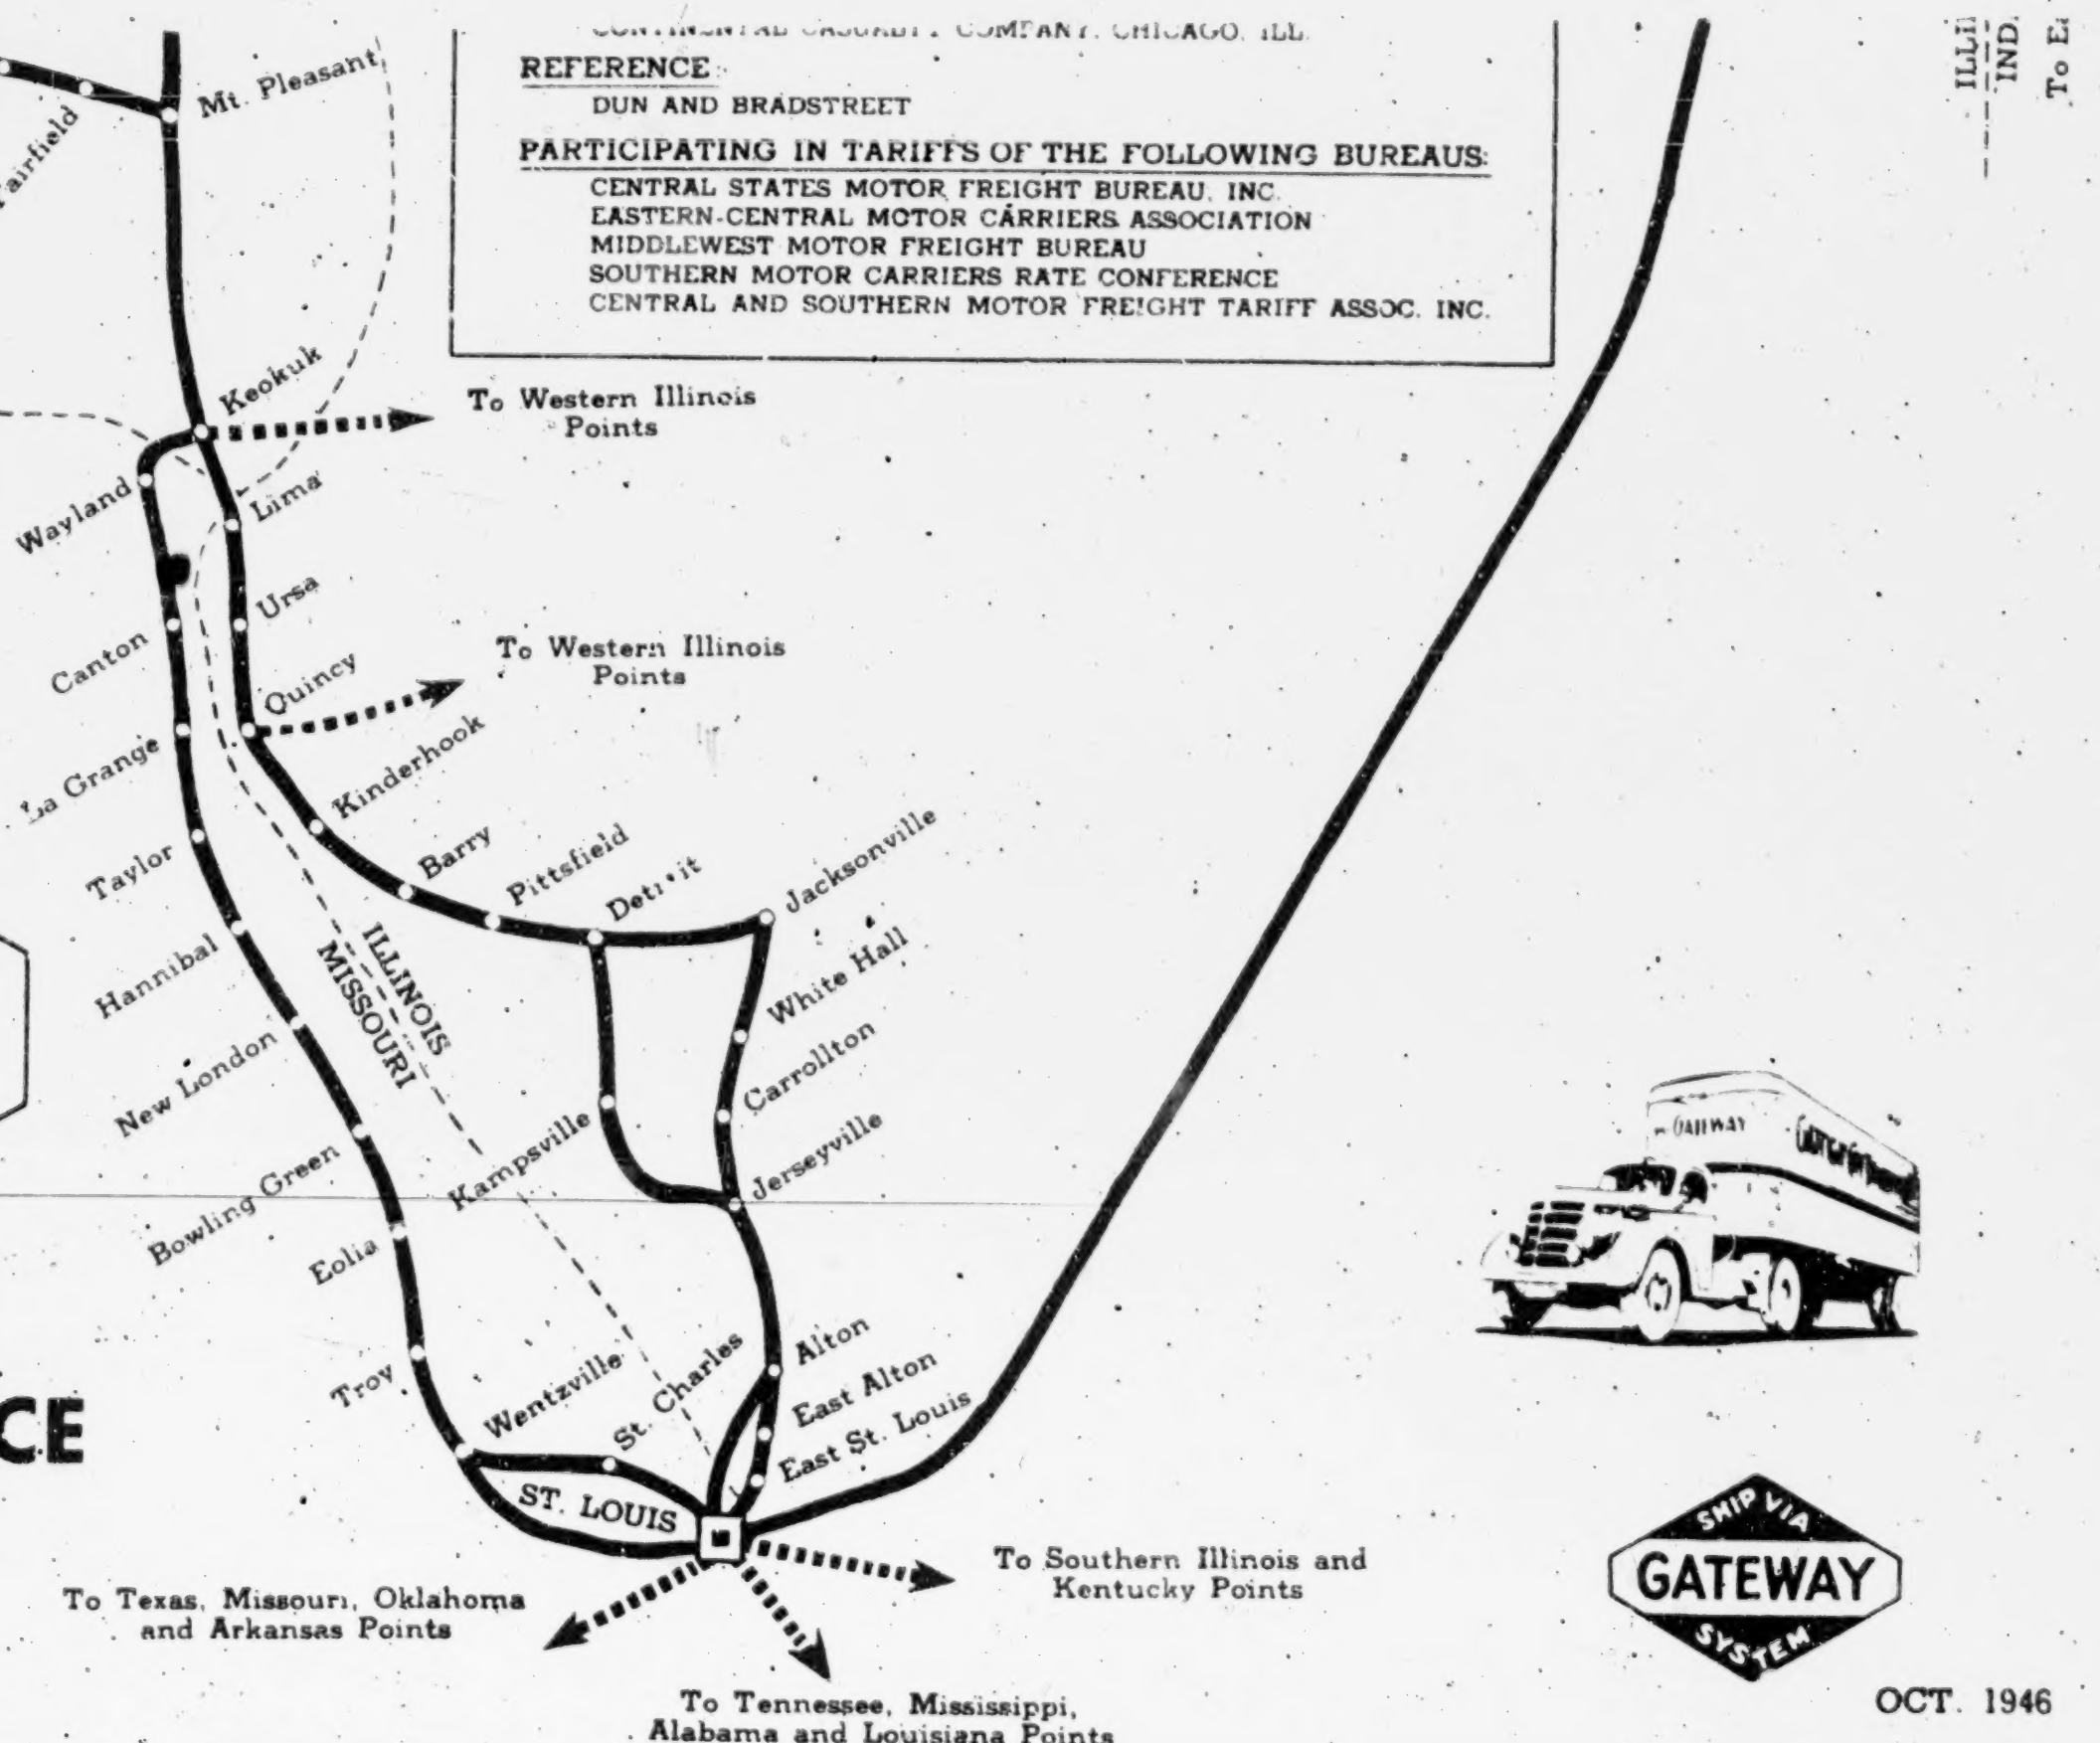 COMPANY, CHICAGO, ILL.
REFERENCE:
DUN AND BRADSTREET
PARTICIPATING IN TARIFFS OF THE FOLLOWING BUREAUS:
CENTRAL STATES MOTOR FREIGHT BUREAU, INC.
EASTERN-CENTRAL MOTOR CARRIERS ASSOCIATION
MIDDLEWEST MOTOR FREIGHT BUREAU
SOUTHERN MOTOR CARRIERS RATE CONFERENCE
CENTRAL AND SOUTHERN MOTOR FREIGHT TARIFF ASSOC. INC.
IND.
To
Mt. Pleasant
Keokuk
To Western Illinois
Points
Wayland
Lima
Ursa
Canton
Quincy
To Western Illinois
Points
La Grange
Kinderhook
Taylor
Barry
Pittsfield
Detroit
Jacksonville
Hannibal
ILLINOIS
MISSOURI
White Hall
New London
Carrollton
Kampsville
Jerseyville
Bowling Green
Eolia
Troy
Wentzville
St. Charles
Alton
East Alton
East St. Louis
CE
ST. LOUIS
To Southern Illinois and
Kentucky Points
To Texas, Missouri, Oklahoma
and Arkansas Points
To Tennessee, Mississippi,
Alabama and Louisiana Points
GATEWAY
SHIP VIA
GATEWAY
SYSTEM
OCT. 1946